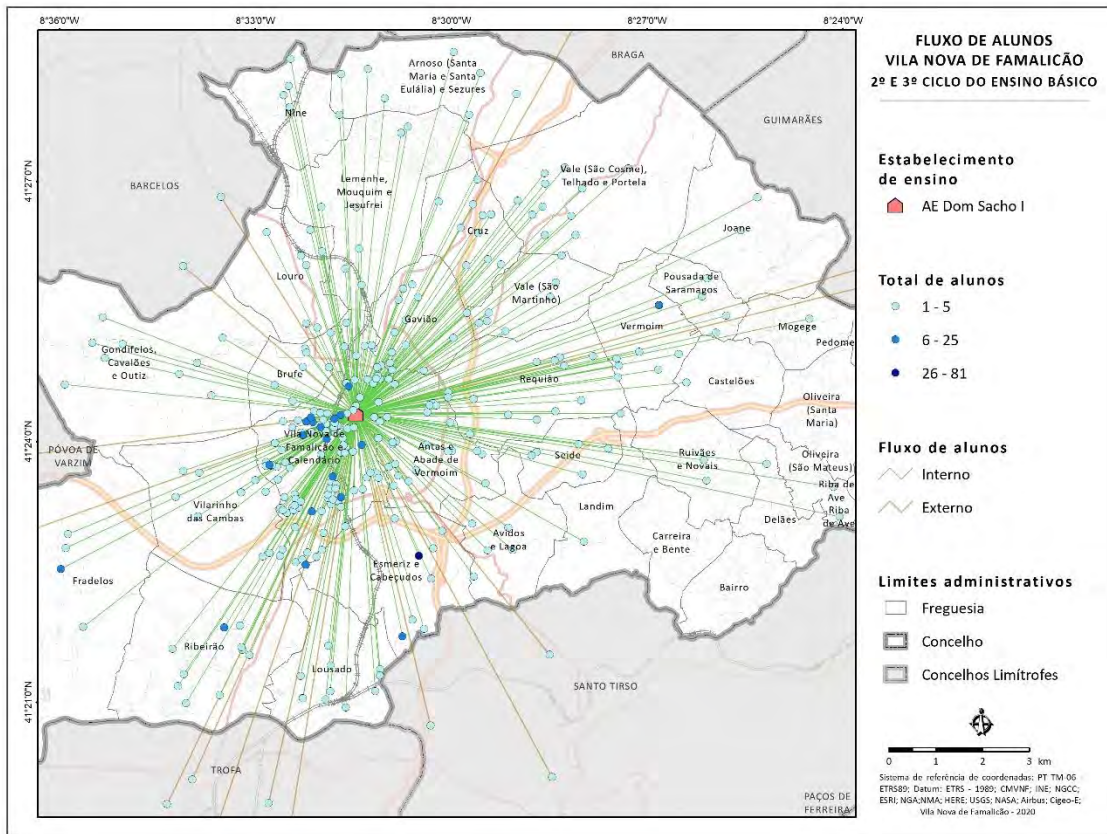 8°36'0"W
8°33'0"W
8°30'0"W
8°27'0"W
8°24'0"W
41°27'0"N
41°24'0"N
41°21'0"N
BRAGA
GUIMARÃES
BARCELOS
PÓVOA DE
VARZIM
TROFA
SANTO TIRSO
PAÇOS DE
FERREIRA
Arnoso (Santa
Maria e Santa
Eulália) e Sezures
Nine
Lemenhe,
Mouquim e
Jesufrei
Vale (São Cosme),
Telhado e Portela
Cruz
Joane
Louro
Vale (São
Martinho)
Pousada de
Saramagos
Gavião
Vermoim
Mogege
Pedome
Gondifelos,
Cavalões
e Outiz
Brufe
Requião
Castelões
Oliveira
(Santa
Maria)
Vila Nova de
Famalicão e
Calendário
Antas e
Abade de
Vermoim
Seide
Ruivães
e Novais
Oliveira
(São Mateus)
Riba de
Ave
Riba
de Ave
Vilarinho
das Cambas
Landim
Delães
Avidos
e Lagoa
Carreira
e Bente
Fradelos
Esmeriz e
Cabeçudos
Bairro
Ribeirão
Lousado
FLUXO DE ALUNOS
VILA NOVA DE FAMALICÃO
2º E 3º CICLO DO ENSINO BÁSICO
Estabelecimento
de ensino
AE Dom Sacho I
Total de alunos
1 - 5
6 - 25
26 - 81
Fluxo de alunos
Interno
Externo
Limites administrativos
Freguesia
Concelho
Concelhos Limítrofes
0 1 2 3
km
Sistema de referência de coordenadas: PT TM-06
ETRS89; Datum: ETRS - 1989; CMVNF; INE; NGCC;
ESRI; NGA;NMA; HERE; USGS; NASA; Airbus; Cigeo-E;
Vila Nova de Famalicão - 2020